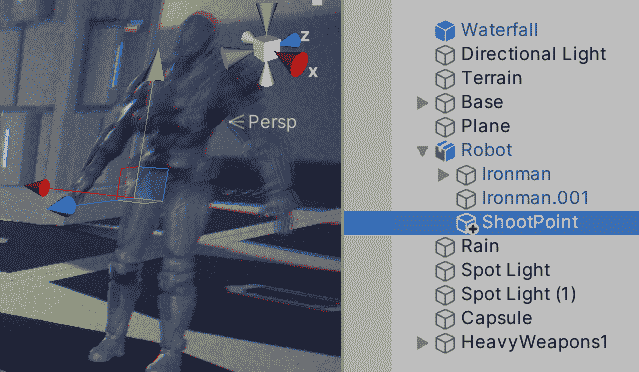 z
x
Persp
Waterfall
Directional Light
Terrain
Base
Plane
Robot
Ironman
Ironman.001
ShootPoint
Rain
Spot Light
Spot Light (1)
Capsule
HeavyWeapons1